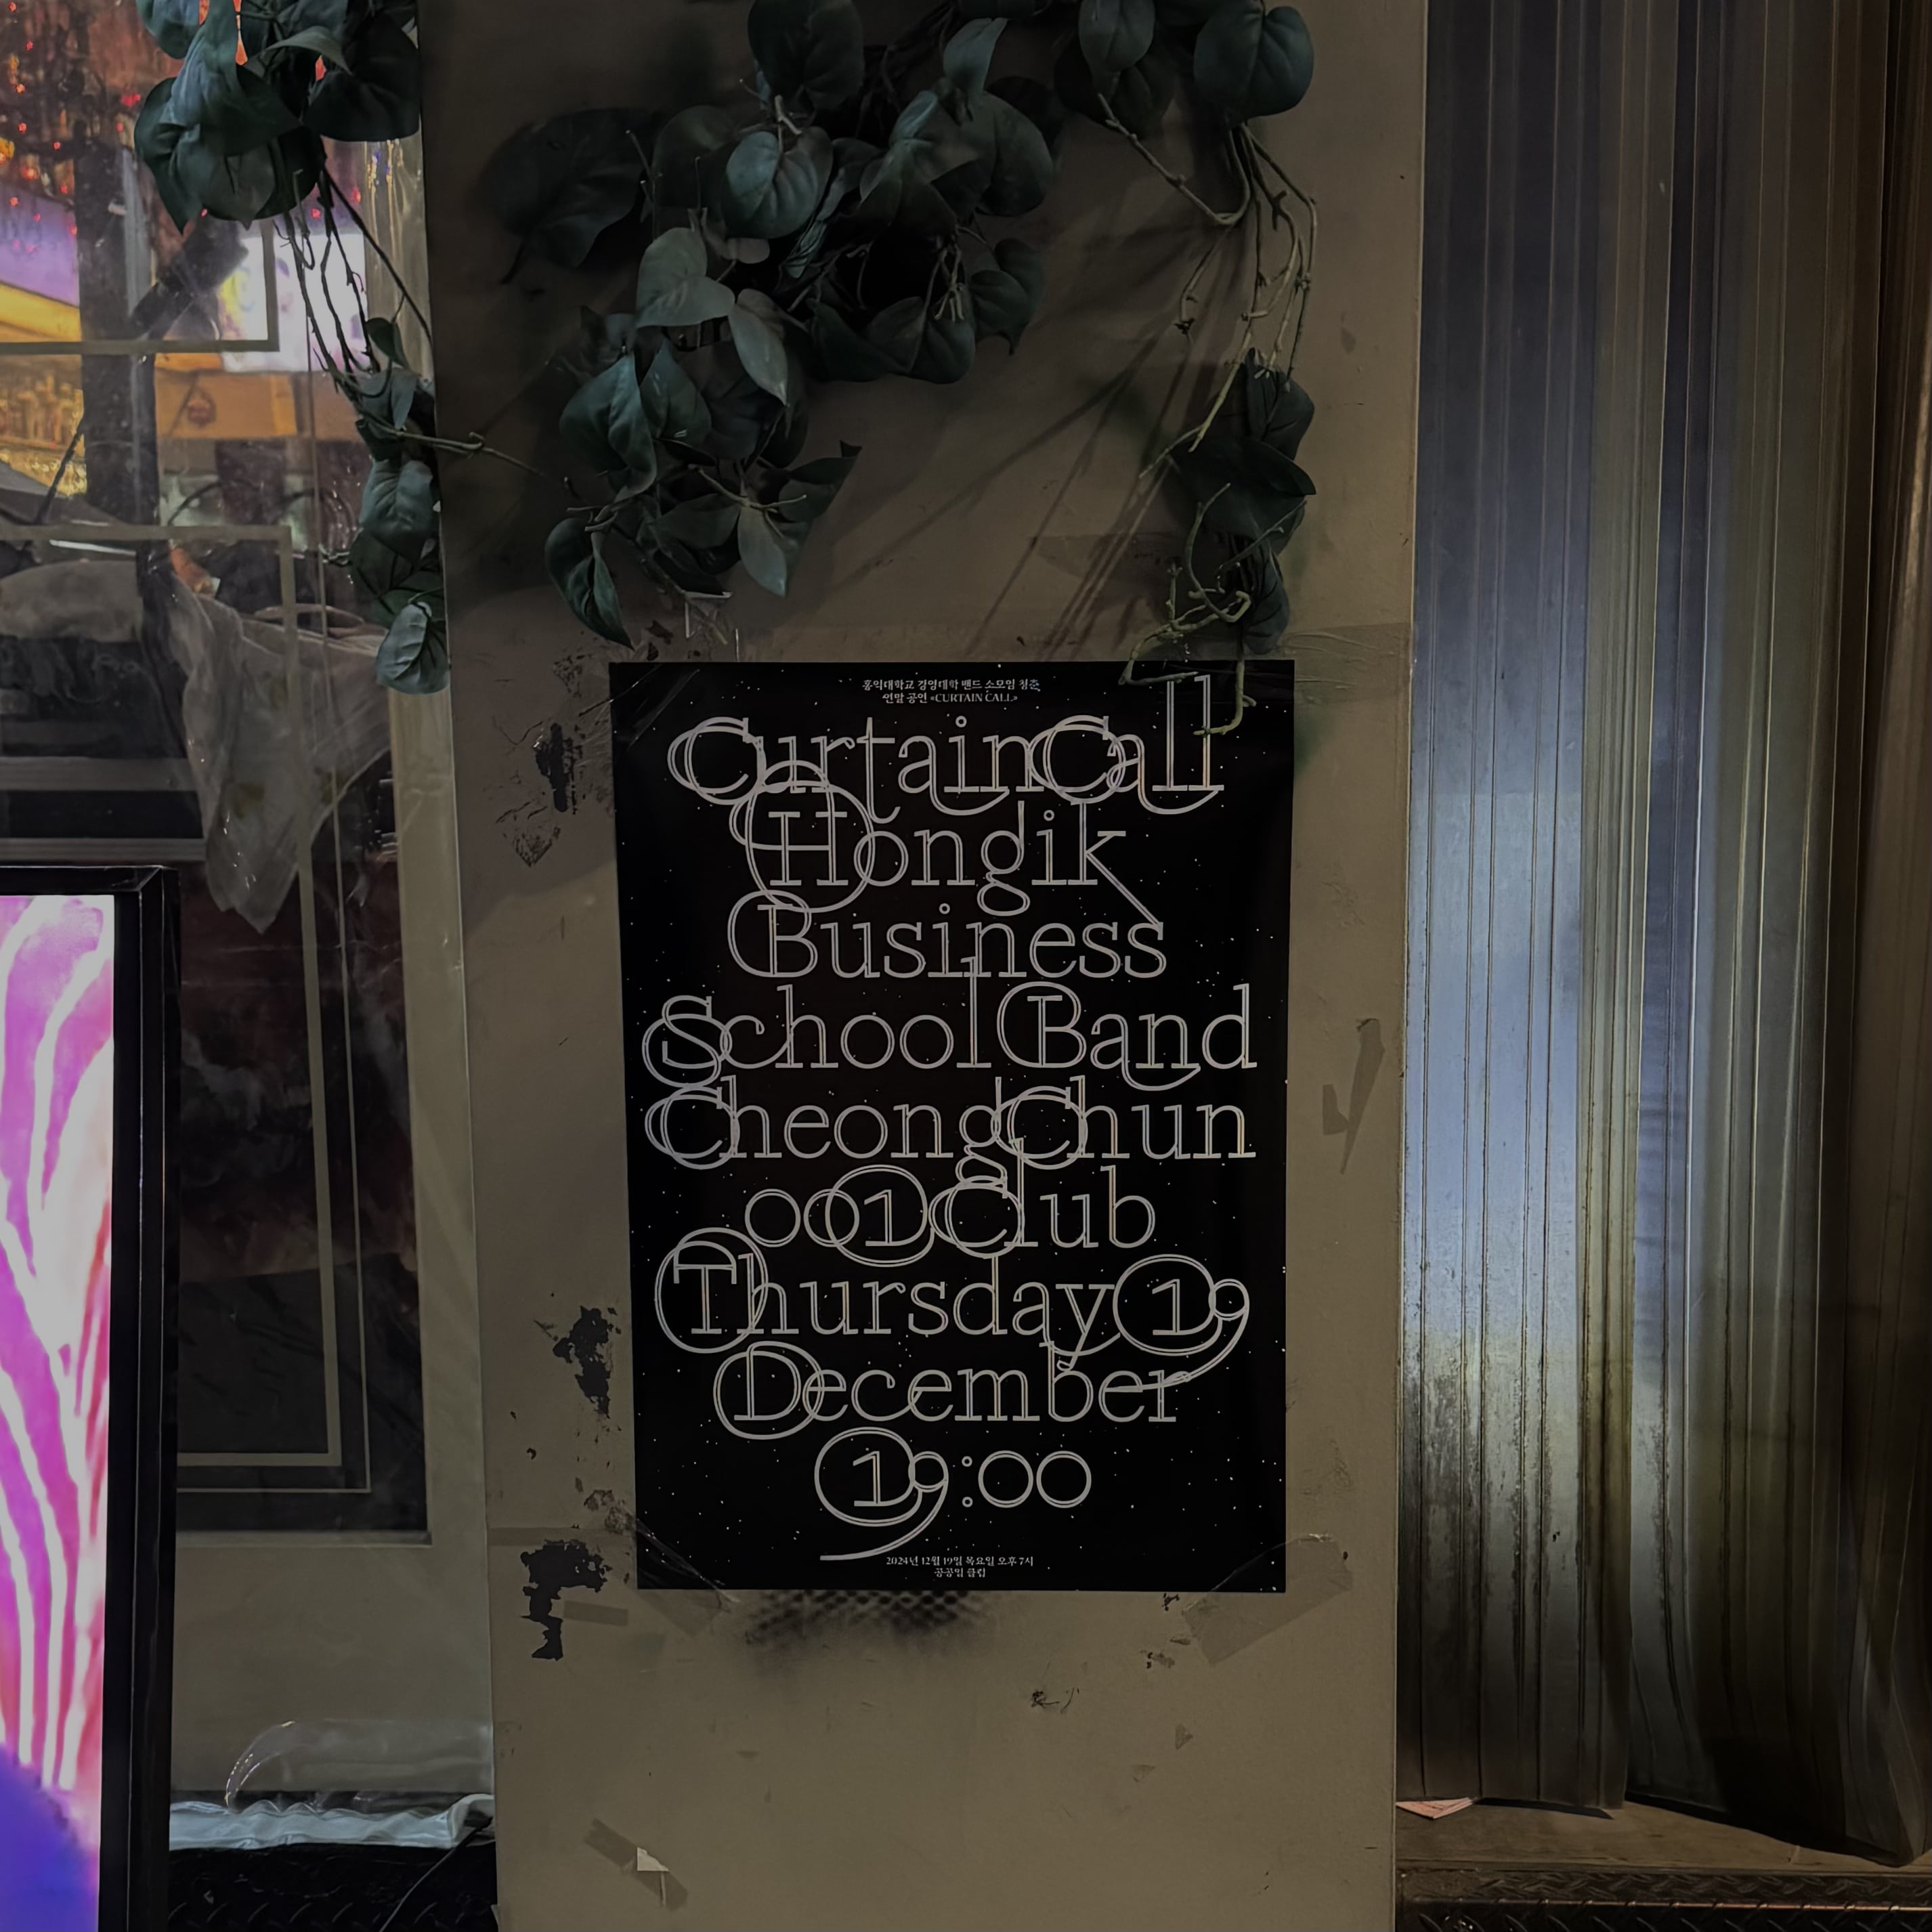 홍익대학교 경영대학 밴드 소모임 청춘
연말 공연 «CURTAIN CALL»
Curtain Call
Hongik
Business
School Band
CheongChun
001 Club
Thursday 19
December
19:00
2024년 12월 19일 목요일 오후 7시
공공일 클럽